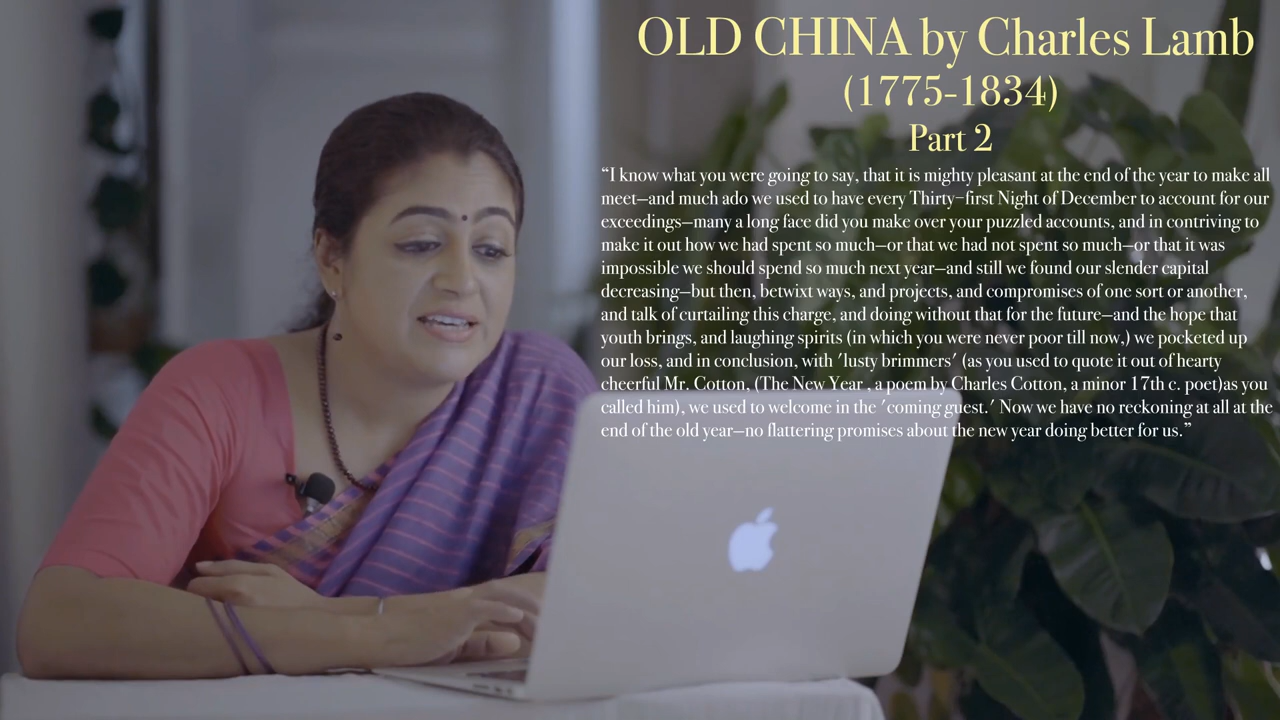 OLD CHINA by Charles Lamb
(1775-1834)
Part 2
“I know what you were going to say, that it is mighty pleasant at the end of the year to make all
meet—and much ado we used to have every Thirty-first Night of December to account for our
exceedings—many a long face did you make over your puzzled accounts, and in contriving to
make it out how we had spent so much—or that we had not spent so much—or that it was
impossible we should spend so much next year—and still we found our slender capital
decreasing—but then, betwixt ways, and projects, and compromises of one sort or another,
and talk of curtailing this charge, and doing without that for the future—and the hope that
youth brings, and laughing spirits (in which you were never poor till now,) we pocketed up
our loss, and in conclusion, with 'lusty brimmers' (as you used to quote it out of hearty
cheerful Mr. Cotton, (The New Year , a poem by Charles Cotton, a minor 17th c. poet)as you
called him), we used to welcome in the 'coming guest.' Now we have no reckoning at all at the
end of the old year—no flattering promises about the new year doing better for us.”